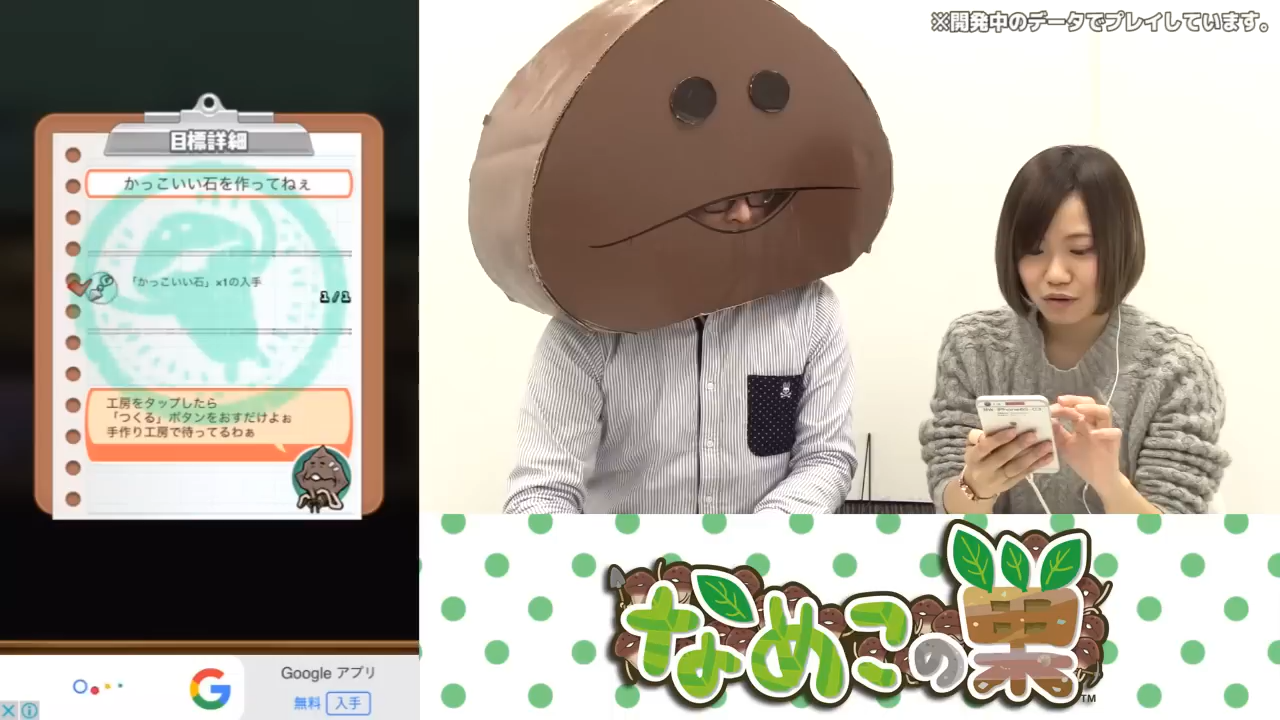 ※開発中のデータでプレイしています。
目標詳細
かっこいい石を作ってねぇ
「かっこいい石」×1の入手
1/1
工房をタップしたら
「つくる」ボタンをおすだけよぉ
手作り工房で待ってるわぁ
Google アプリ
無料 入手
なめこの巣
TM